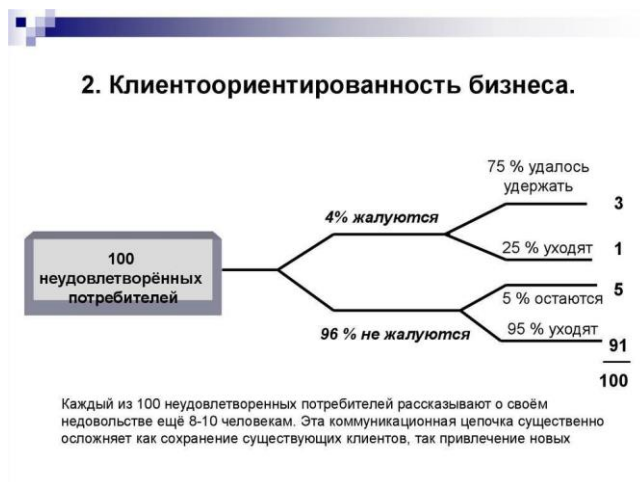 2. Клиентоориентированность бизнеса.
75 % удалось
удержать
3
4% жалуются
25 % уходят
1
100
неудовлетворённых
потребителей
5
5 % остаются
95 % уходят
96 % не жалуются
91
100
Каждый из 100 неудовлетворенных потребителей рассказывают о своём
недовольстве ещё 8-10 человекам. Эта коммуникационная цепочка существенно
осложняет как сохранение существующих клиентов, так привлечение новых